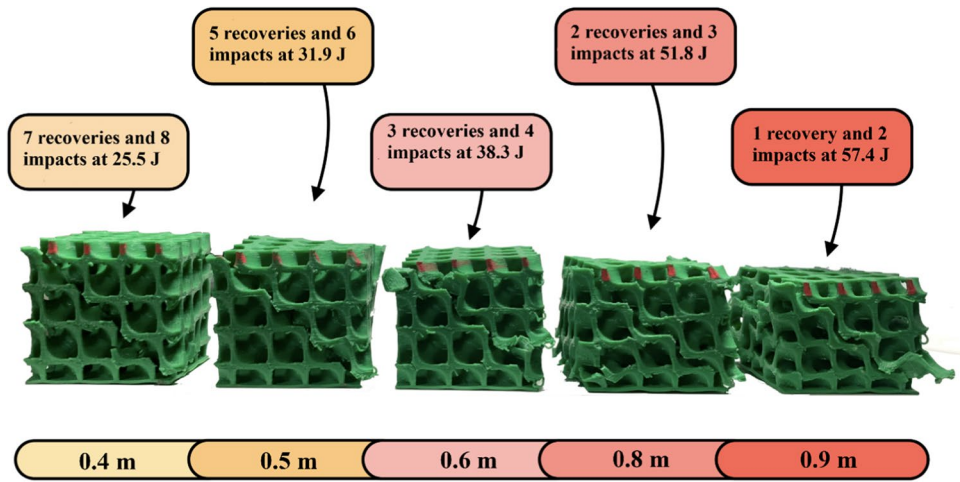 5 recoveries and 6
impacts at 31.9 J
2 recoveries and 3
impacts at 51.8 J
7 recoveries and 8
impacts at 25.5 J
3 recoveries and 4
impacts at 38.3 J
1 recovery and 2
impacts at 57.4 J
0.4 m
0.5 m
0.6 m
0.8 m
0.9 m